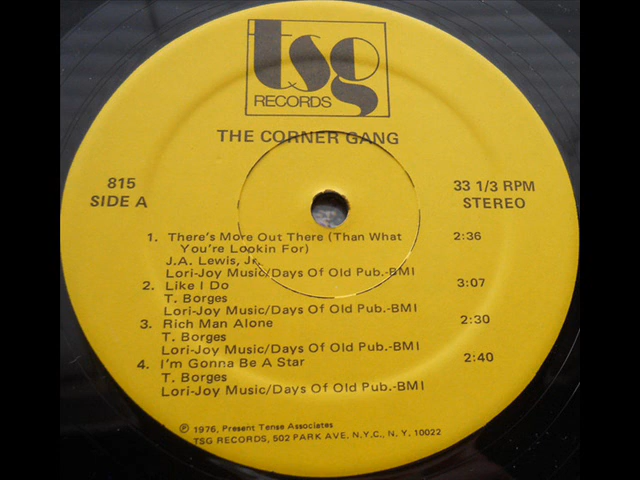 tsg
RECORDS
THE CORNER GANG
815
SIDE A
33 1/3 RPM
STEREO
1. There's More Out There (Than What 2:36
You're Lookin For)
J.A. Lewis, Jr.
Lori-Joy Music/Days Of Old Pub.-BMI
2. Like I Do 3:07
T. Borges
Lori-Joy Music/Days Of Old Pub.-BMI
3. Rich Man Alone 2:30
T. Borges
Lori-Joy Music/Days Of Old Pub.-BMI
4. I'm Gonna Be A Star 2:40
T. Borges
Lori-Joy Music/Days Of Old Pub.-BMI
℗ 1976, Present Tense Associates
TSG RECORDS, 502 PARK AVE. N.Y.C., N. Y. 10022